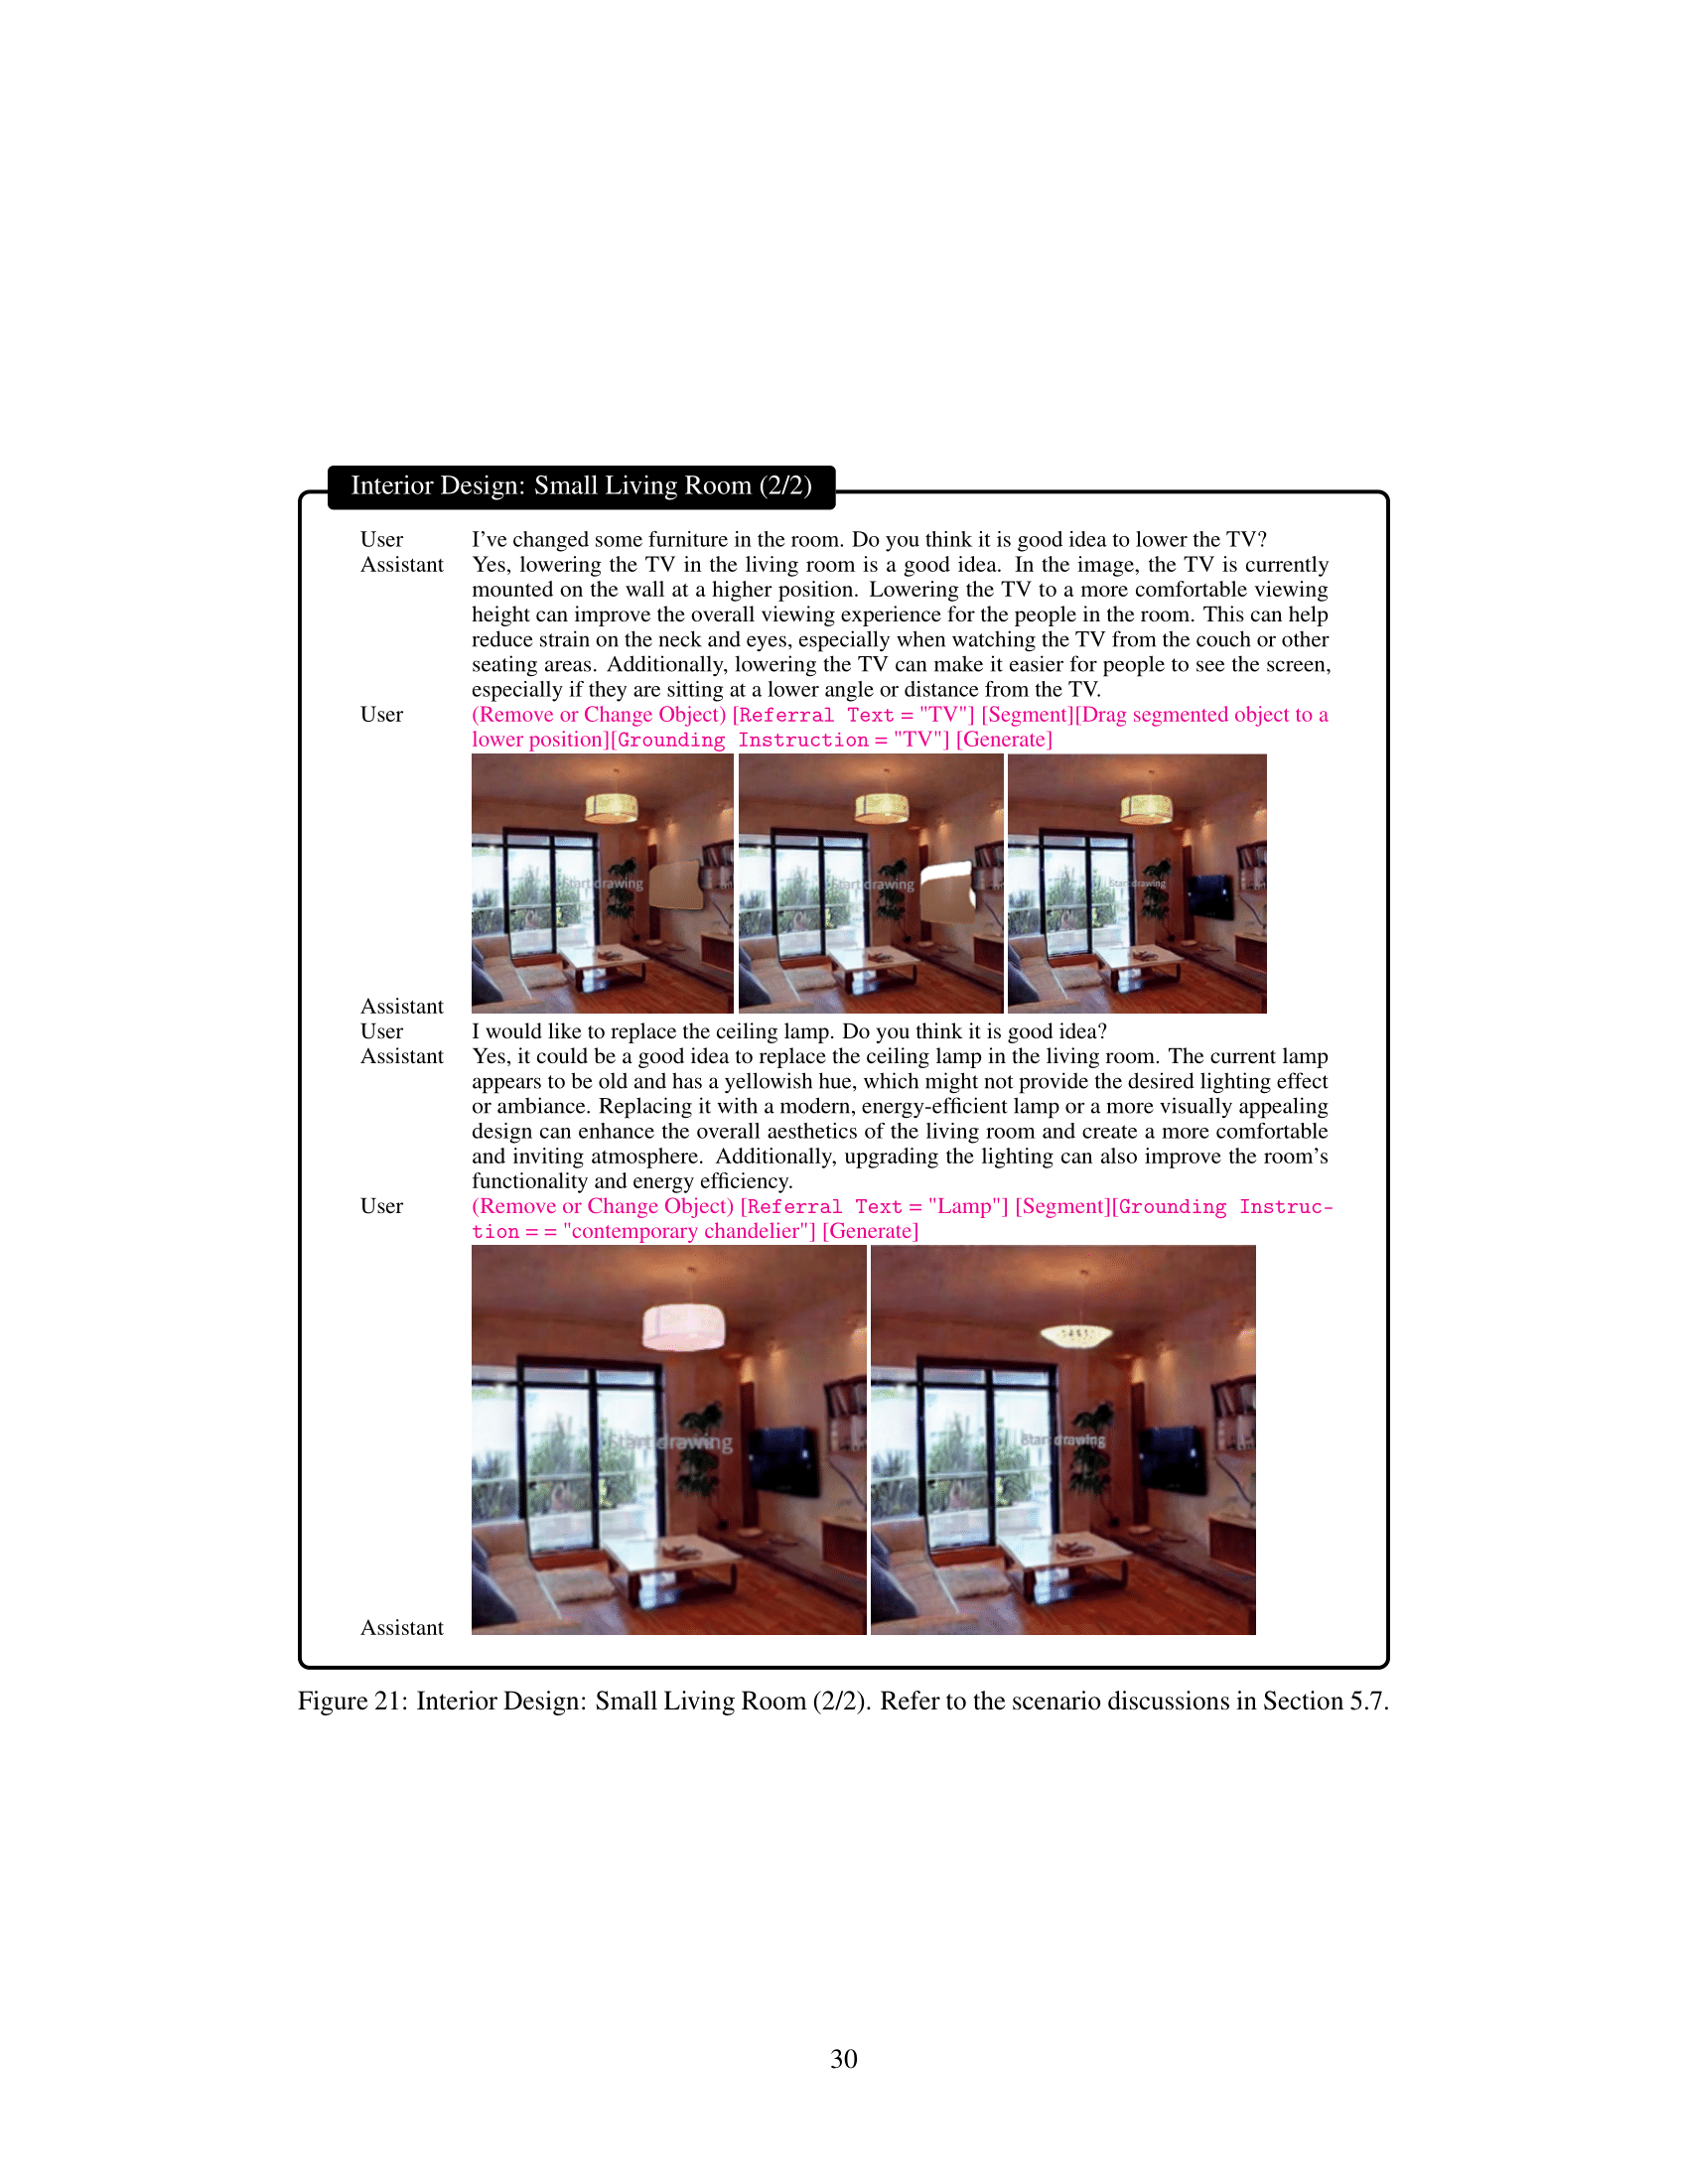 Interior Design: Small Living Room (2/2)
User I've changed some furniture in the room. Do you think it is good idea to lower the TV?
Assistant Yes, lowering the TV in the living room is a good idea. In the image, the TV is currently
mounted on the wall at a higher position. Lowering the TV to a more comfortable viewing
height can improve the overall viewing experience for the people in the room. This can help
reduce strain on the neck and eyes, especially when watching the TV from the couch or other
seating areas. Additionally, lowering the TV can make it easier for people to see the screen,
especially if they are sitting at a lower angle or distance from the TV.
User (Remove or Change Object) [Referral Text = "TV"] [Segment][Drag segmented object to a
lower position][Grounding Instruction = "TV"] [Generate]
Start drawing
Start drawing
Start drawing
Assistant
User I would like to replace the ceiling lamp. Do you think it is good idea?
Assistant Yes, it could be a good idea to replace the ceiling lamp in the living room. The current lamp
appears to be old and has a yellowish hue, which might not provide the desired lighting effect
or ambiance. Replacing it with a modern, energy-efficient lamp or a more visually appealing
design can enhance the overall aesthetics of the living room and create a more comfortable
and inviting atmosphere. Additionally, upgrading the lighting can also improve the room's
functionality and energy efficiency.
User (Remove or Change Object) [Referral Text = "Lamp"] [Segment][Grounding Instruc-
tion = = "contemporary chandelier"] [Generate]
Start drawing
Start drawing
Assistant
Figure 21: Interior Design: Small Living Room (2/2). Refer to the scenario discussions in Section 5.7.
30